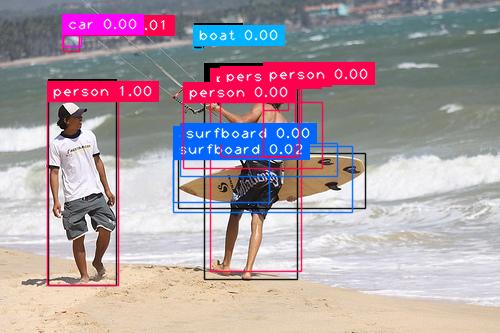 car 0.00
.01
boat 0.00
pers
person 0.00
person 1.00
person 0.00
surfboard 0.00
surfboard 0.02